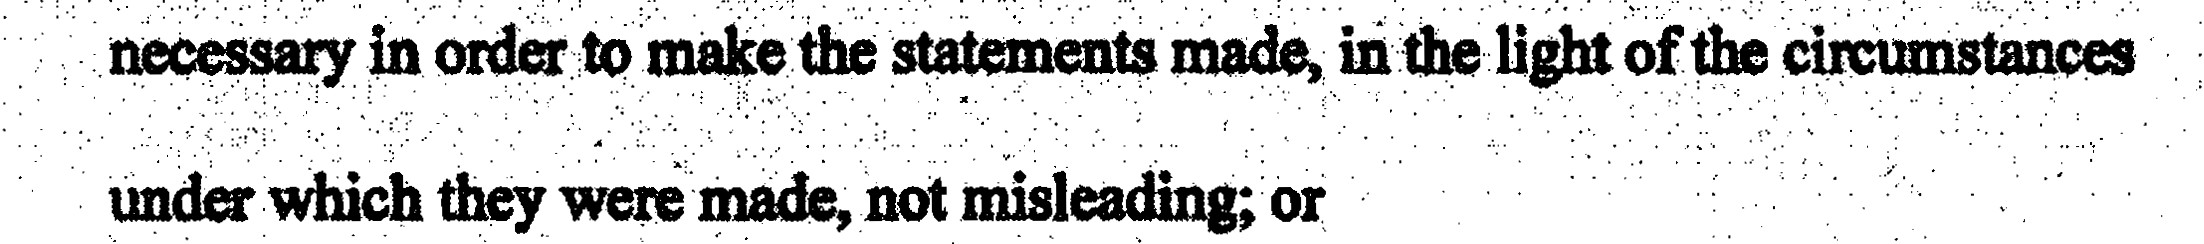 necessary in order to make the statements made, in the light of the circumstances
under which they were made, not misleading; or